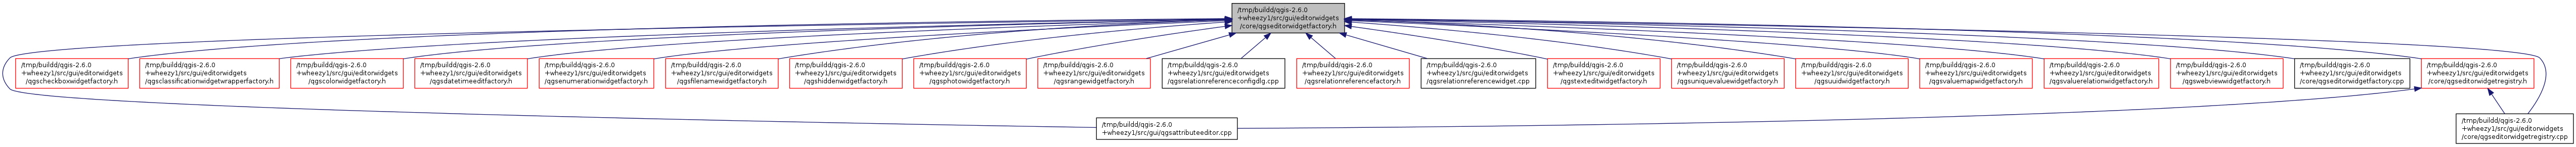 /tmp/buildd/qgis-2.6.0
+wheezy1/src/gui/editorwidgets
/core/qgseditorwidgetfactory.h
/tmp/buildd/qgis-2.6.0
+wheezy1/src/gui/editorwidgets
/qgscheckboxwidgetfactory.h
/tmp/buildd/qgis-2.6.0
+wheezy1/src/gui/editorwidgets
/qgsclassificationwidgetwrapperfactory.h
/tmp/buildd/qgis-2.6.0
+wheezy1/src/gui/editorwidgets
/qgscolorwidgetfactory.h
/tmp/buildd/qgis-2.6.0
+wheezy1/src/gui/editorwidgets
/qgsdatetimeeditfactory.h
/tmp/buildd/qgis-2.6.0
+wheezy1/src/gui/editorwidgets
/qgsenumerationwidgetfactory.h
/tmp/buildd/qgis-2.6.0
+wheezy1/src/gui/editorwidgets
/qgsfilenamewidgetfactory.h
/tmp/buildd/qgis-2.6.0
+wheezy1/src/gui/editorwidgets
/qgshiddenwidgetfactory.h
/tmp/buildd/qgis-2.6.0
+wheezy1/src/gui/editorwidgets
/qgsphotowidgetfactory.h
/tmp/buildd/qgis-2.6.0
+wheezy1/src/gui/editorwidgets
/qgsrangewidgetfactory.h
/tmp/buildd/qgis-2.6.0
+wheezy1/src/gui/editorwidgets
/qgsrelationreferenceconfigdlg.cpp
/tmp/buildd/qgis-2.6.0
+wheezy1/src/gui/editorwidgets
/qgsrelationreferencefactory.h
/tmp/buildd/qgis-2.6.0
+wheezy1/src/gui/editorwidgets
/qgsrelationreferencewidget.cpp
/tmp/buildd/qgis-2.6.0
+wheezy1/src/gui/editorwidgets
/qgstexteditwidgetfactory.h
/tmp/buildd/qgis-2.6.0
+wheezy1/src/gui/editorwidgets
/qgsuniquevaluewidgetfactory.h
/tmp/buildd/qgis-2.6.0
+wheezy1/src/gui/editorwidgets
/qgsuuidwidgetfactory.h
/tmp/buildd/qgis-2.6.0
+wheezy1/src/gui/editorwidgets
/qgsvaluemapwidgetfactory.h
/tmp/buildd/qgis-2.6.0
+wheezy1/src/gui/editorwidgets
/qgsvaluerelationwidgetfactory.h
/tmp/buildd/qgis-2.6.0
+wheezy1/src/gui/editorwidgets
/qgswebviewwidgetfactory.h
/tmp/buildd/qgis-2.6.0
+wheezy1/src/gui/editorwidgets
/core/qgseditorwidgetfactory.cpp
/tmp/buildd/qgis-2.6.0
+wheezy1/src/gui/editorwidgets
/core/qgseditorwidgetregistry.h
/tmp/buildd/qgis-2.6.0
+wheezy1/src/gui/qgsattributeeditor.cpp
/tmp/buildd/qgis-2.6.0
+wheezy1/src/gui/editorwidgets
/core/qgseditorwidgetregistry.cpp